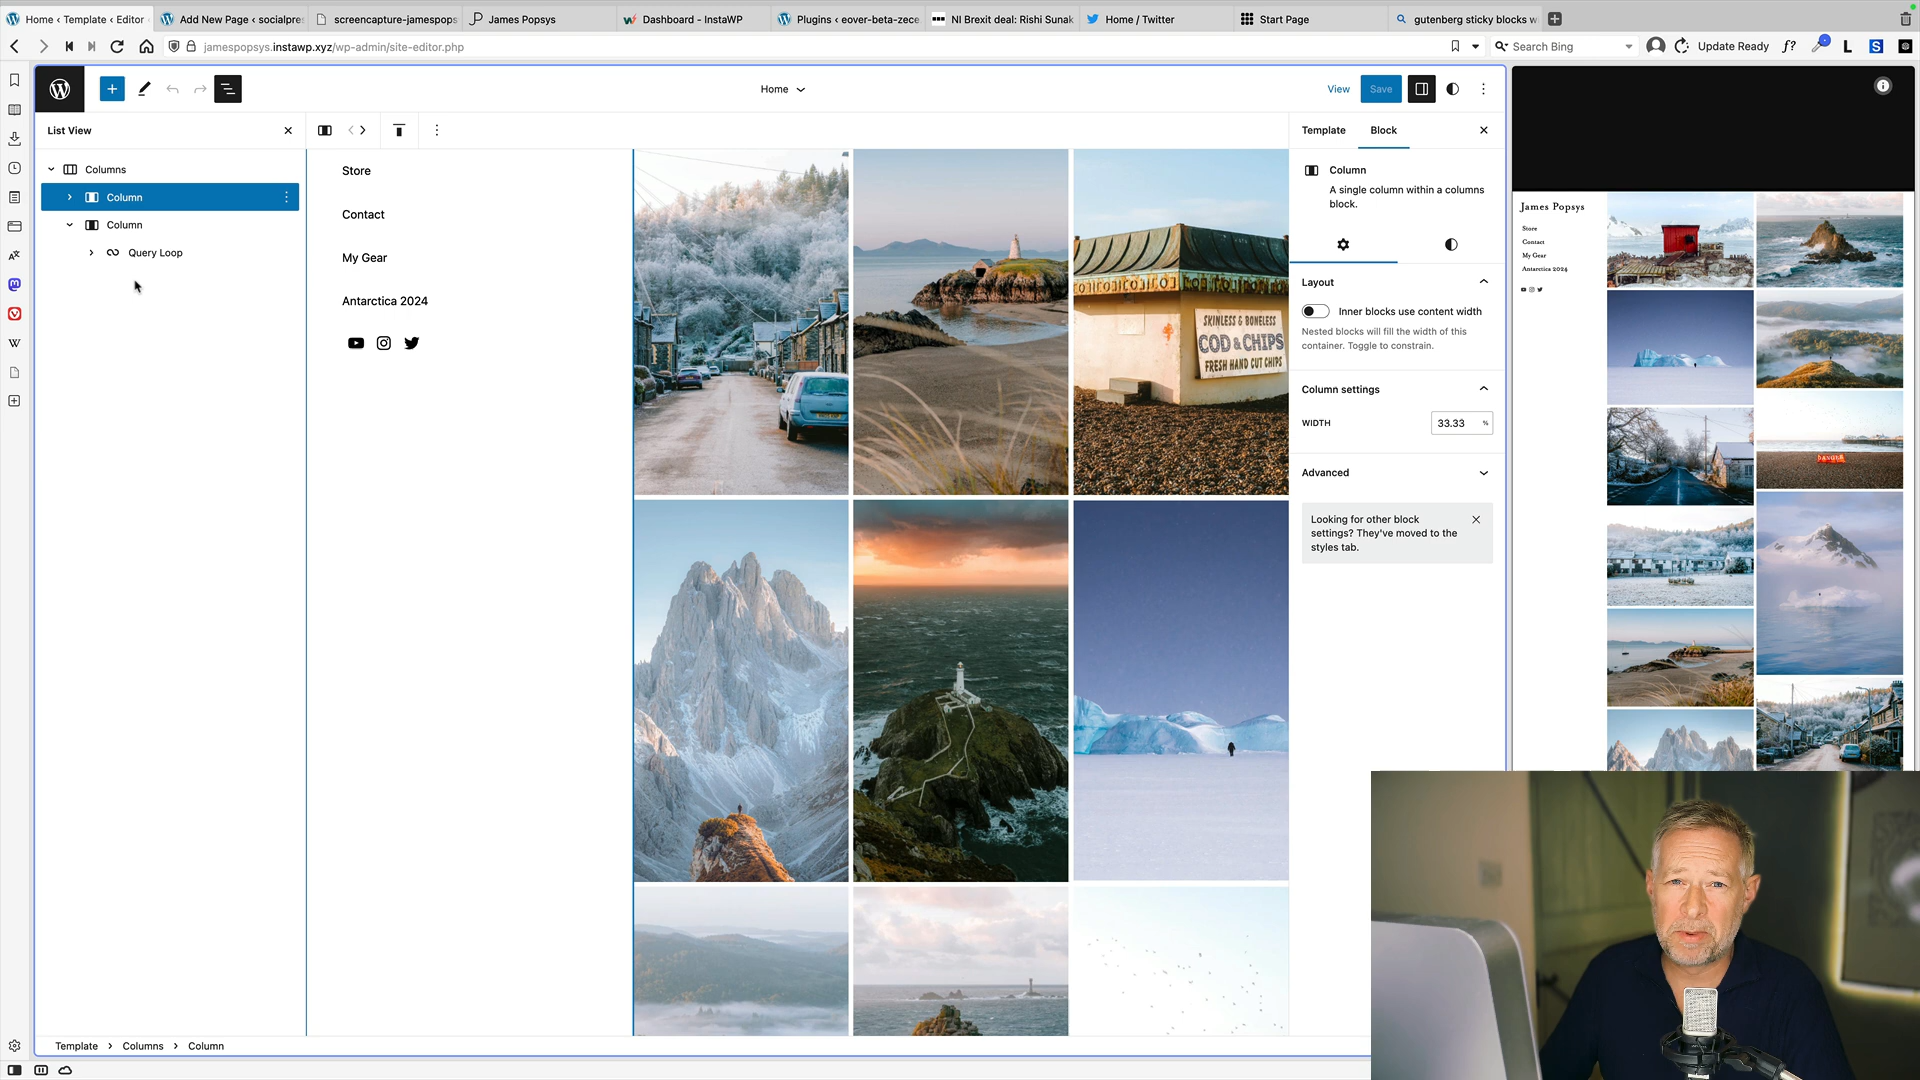 Home ‹ Template ‹ Editor
Add New Page ‹ socialpres
screencapture-jamespops
James Popsys
Dashboard - InstaWP
Plugins ‹ eover-beta-zece
NI Brexit deal: Rishi Sunak
Home / Twitter
Start Page
gutenberg sticky blocks w
jamespopsys.instawp.xyz/wp-admin/site-editor.php
Search Bing
Update Ready
f?
L
S
Home
View
Save
List View
Template
Block
Columns
Column
Column
Query Loop
Store
Contact
My Gear
Antarctica 2024
SKINLESS & BONELESS
COD & CHIPS
FRESH HAND CUT CHIPS
Column
A single column within a columns
block.
Layout
Inner blocks use content width
Nested blocks will fill the width of this
container. Toggle to constrain.
Column settings
WIDTH
33.33
%
Advanced
Looking for other block
settings? They've moved to the
styles tab.
James Popsys
Store
Contact
My Gear
Antarctica 2024
DANGER
Template › Columns › Column